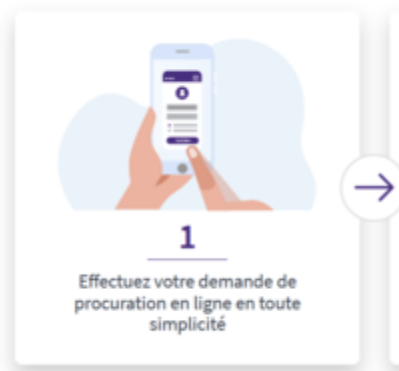 1
Effectuez votre demande de
procuration en ligne en toute
simplicité